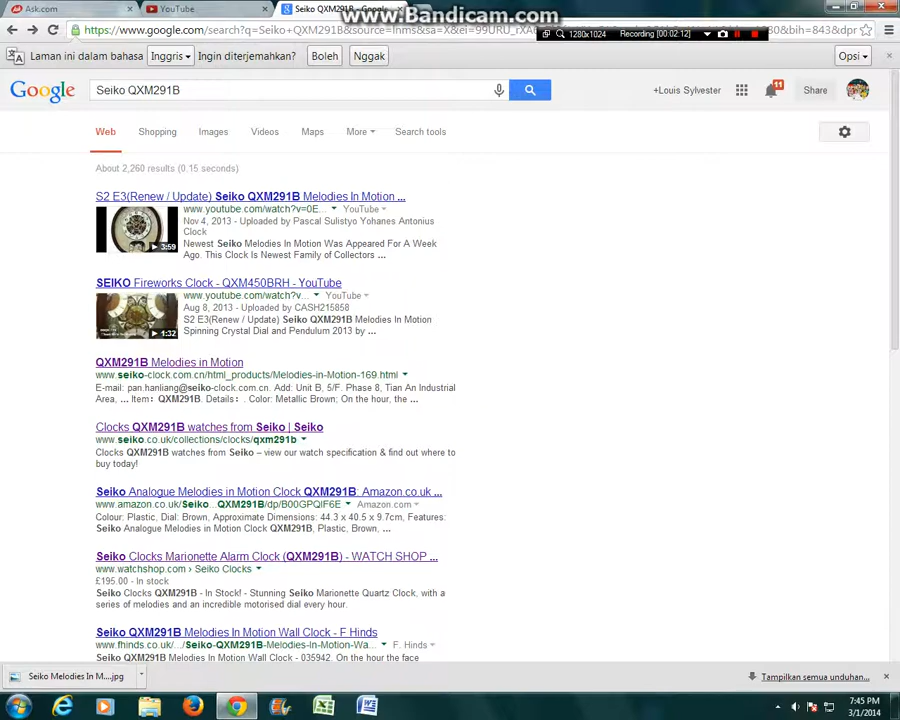 Ask.com
YouTube
Seiko QXM291B - Google
www.Bandicam.com
https://www.google.com/search?q=Seiko+QXM291B&source=lnms&sa=X&ei=99URU_
80&bih=843&dpr
1280x1024
Recording [00:02:12]
Laman ini dalam bahasa Inggris Ingin diterjemahkan? Boleh Nggak Opsi
Google
Seiko QXM291B
+Louis Sylvester
11
Share
Web Shopping Images Videos Maps More Search tools
About 2,260 results (0.15 seconds)
S2 E3(Renew / Update) Seiko QXM291B Melodies In Motion ...
www.youtube.com/watch?v=0E... YouTube
Nov 4, 2013 - Uploaded by Pascal Sulistyo Yohanes Antonius
Clock
3:59
Newest Seiko Melodies In Motion Was Appeared For A Week
Ago. This Clock Is Newest Family of Collectors ...
SEIKO Fireworks Clock - QXM450BRH - YouTube
www.youtube.com/watch?v... YouTube
Aug 8, 2013 - Uploaded by CASH215858
S2 E3(Renew / Update) Seiko QXM291B Melodies In Motion
Spinning Crystal Dial and Pendulum 2013 by ...
1:32
QXM291B Melodies in Motion
www.seiko-clock.com.cn/html_products/Melodies-in-Motion-169.html
E-mail: pan.hanliang@seiko-clock.com.cn. Add: Unit B, 5/F. Phase 8, Tian An Industrial
Area, ... Item: QXM291B. Details: . Color: Metallic Brown; On the hour, the ...
Clocks QXM291B watches from Seiko | Seiko
www.seiko.co.uk/collections/clocks/qxm291b
Clocks QXM291B watches from Seiko – view our watch specification & find out where to
buy today!
Seiko Analogue Melodies in Motion Clock QXM291B: Amazon.co.uk ...
www.amazon.co.uk/Seiko...QXM291B/dp/B00GPQIF6E Amazon.com
Colour: Plastic, Dial: Brown, Approximate Dimensions: 44.3 x 40.5 x 9.7cm, Features:
Seiko Analogue Melodies in Motion Clock QXM291B, Plastic, Brown, ...
Seiko Clocks Marionette Alarm Clock (QXM291B) - WATCH SHOP ...
www.watchshop.com › Seiko Clocks
£195.00 - In stock
Seiko Clocks QXM291B - In Stock! - Stunning Seiko Marionette Quartz Clock, with a
series of melodies and an incredible motorised dial every hour.
Seiko QXM291B Melodies In Motion Wall Clock - F Hinds
www.fhinds.co.uk/.../Seiko-QXM291B-Melodies-In-Motion-Wa... F. Hinds
Seiko QXM291B Melodies In Motion Wall Clock - 035942. On the hour the face
Seiko Melodies In M....jpg
Tampilkan semua unduhan...
7:45 PM
3/1/2014